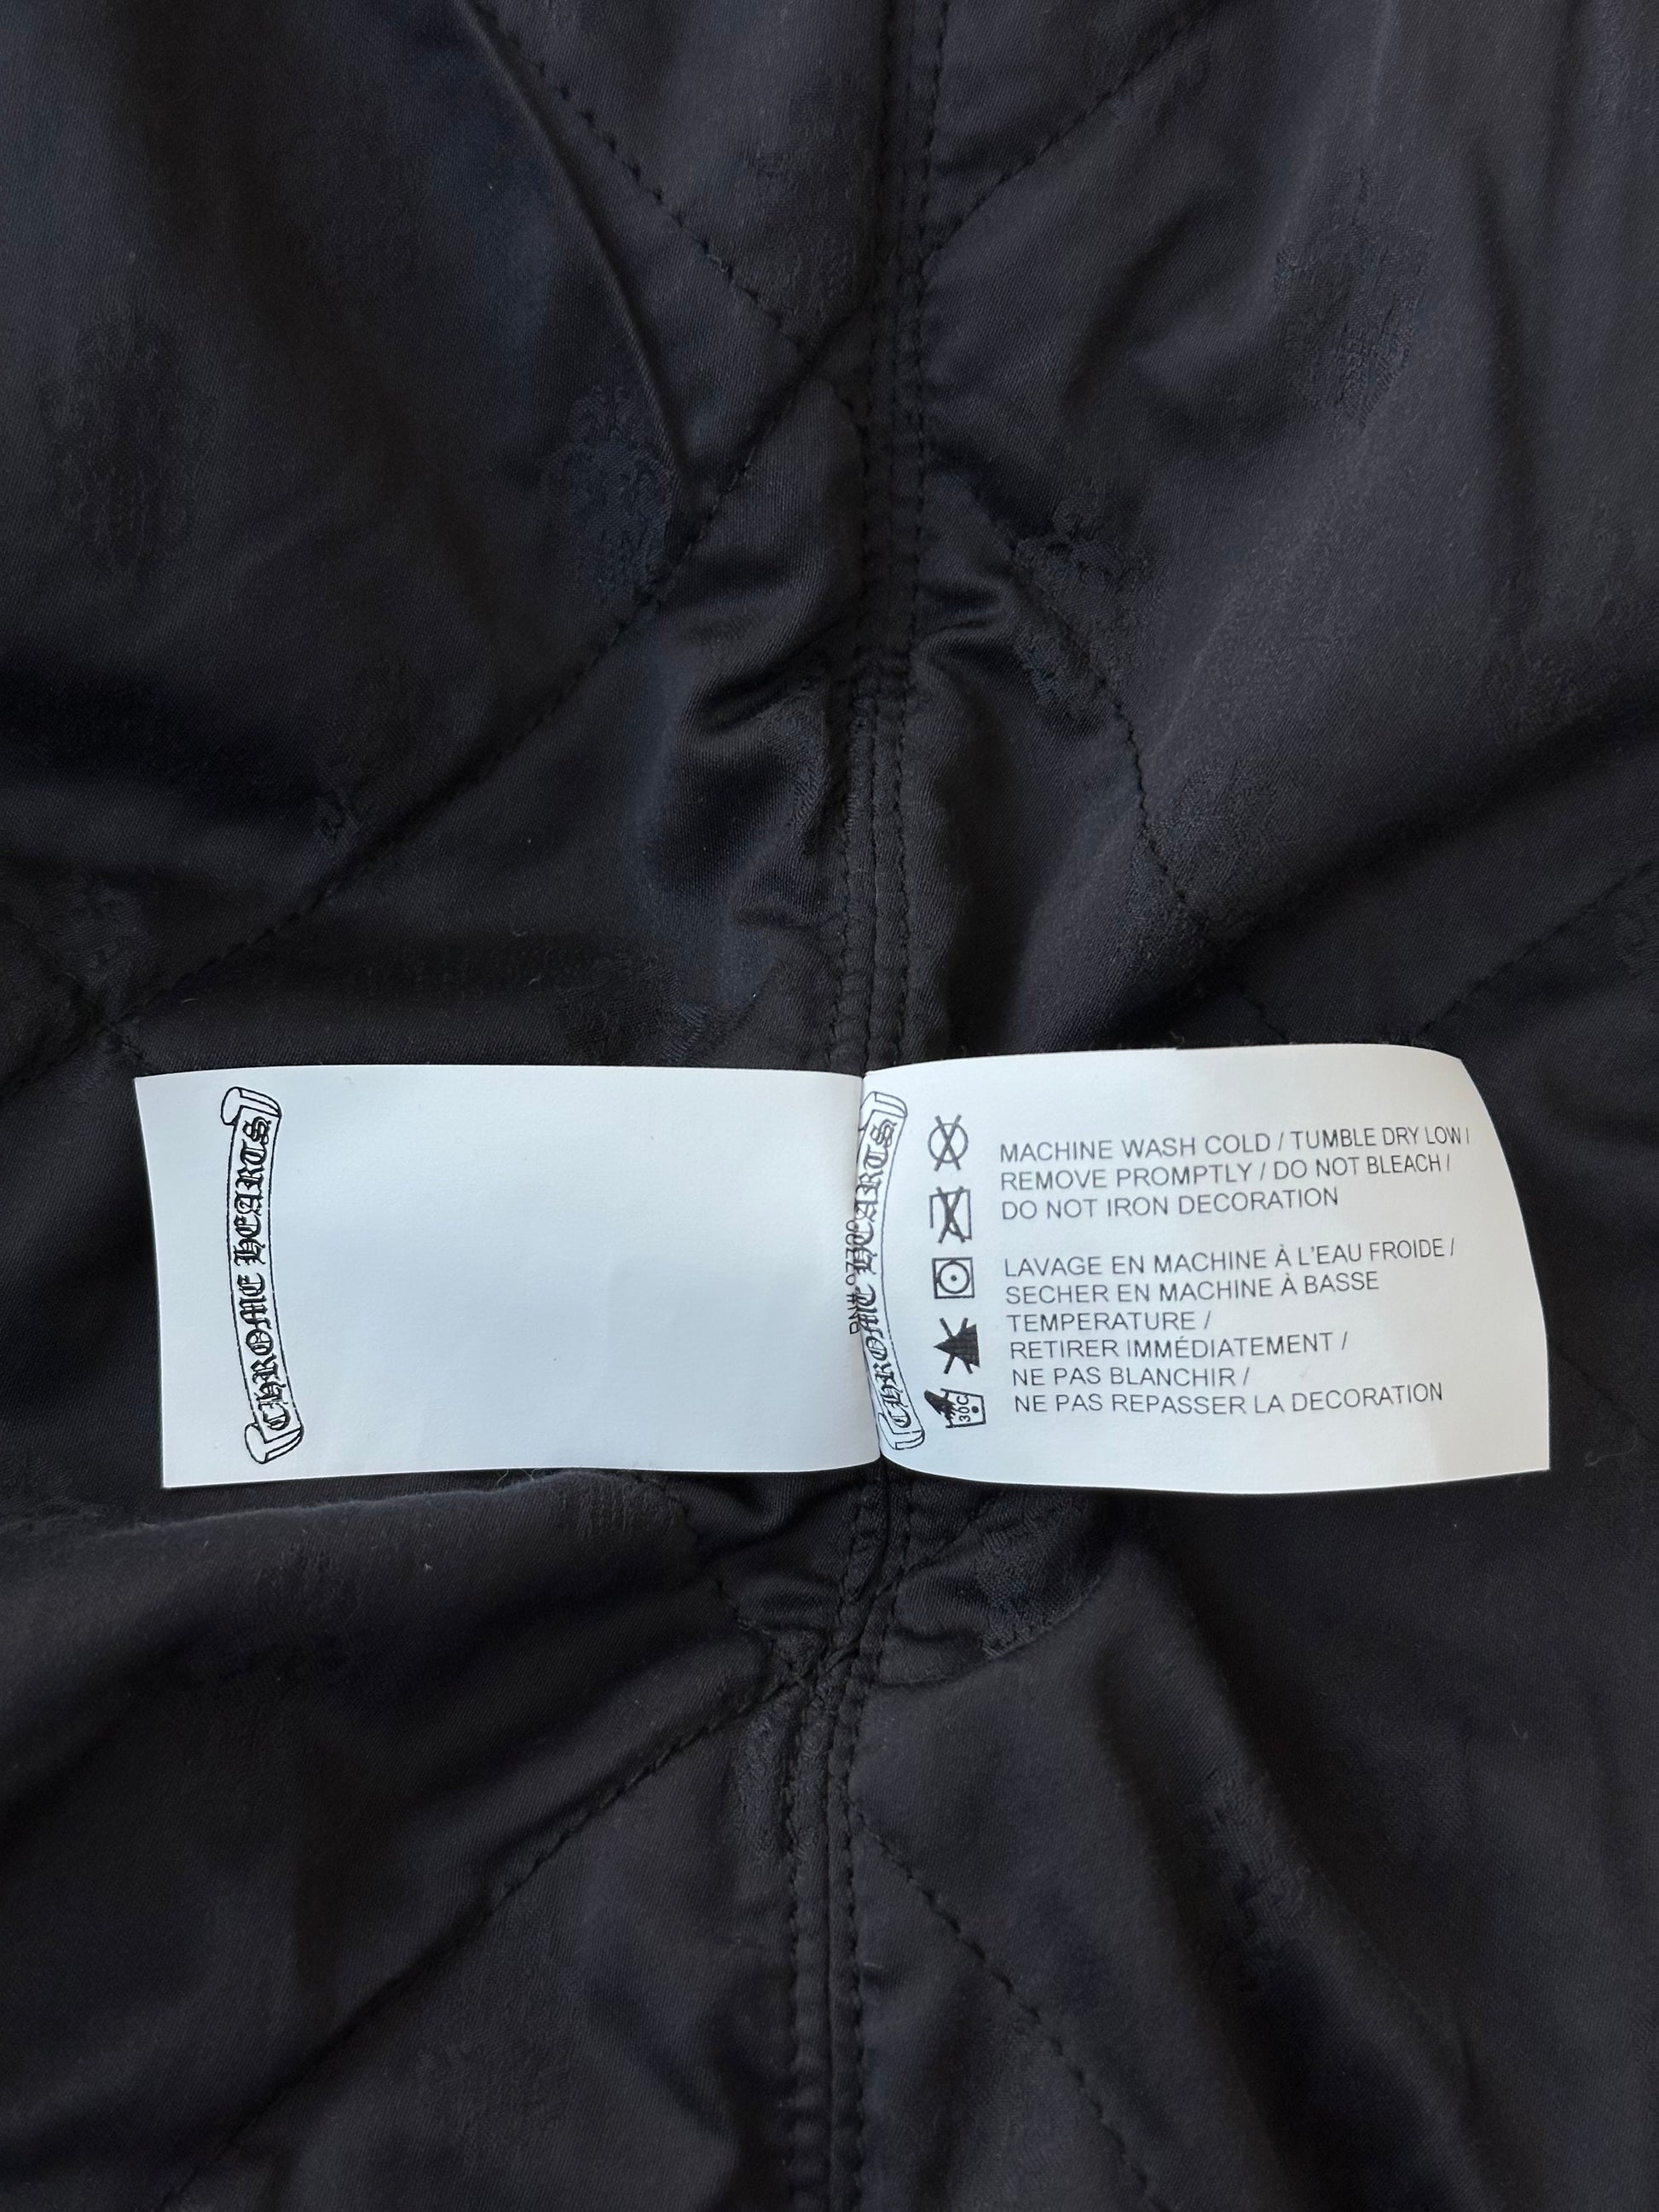 CHROME HEARTS
RN# 97306
CHROME HEARTS
MACHINE WASH COLD / TUMBLE DRY LOW /
REMOVE PROMPTLY / DO NOT BLEACH /
DO NOT IRON DECORATION
LAVAGE EN MACHINE À L'EAU FROIDE /
SECHER EN MACHINE À BASSE
TEMPERATURE /
RETIRER IMMÉDIATEMENT /
NE PAS BLANCHIR /
NE PAS REPASSER LA DECORATION
30C